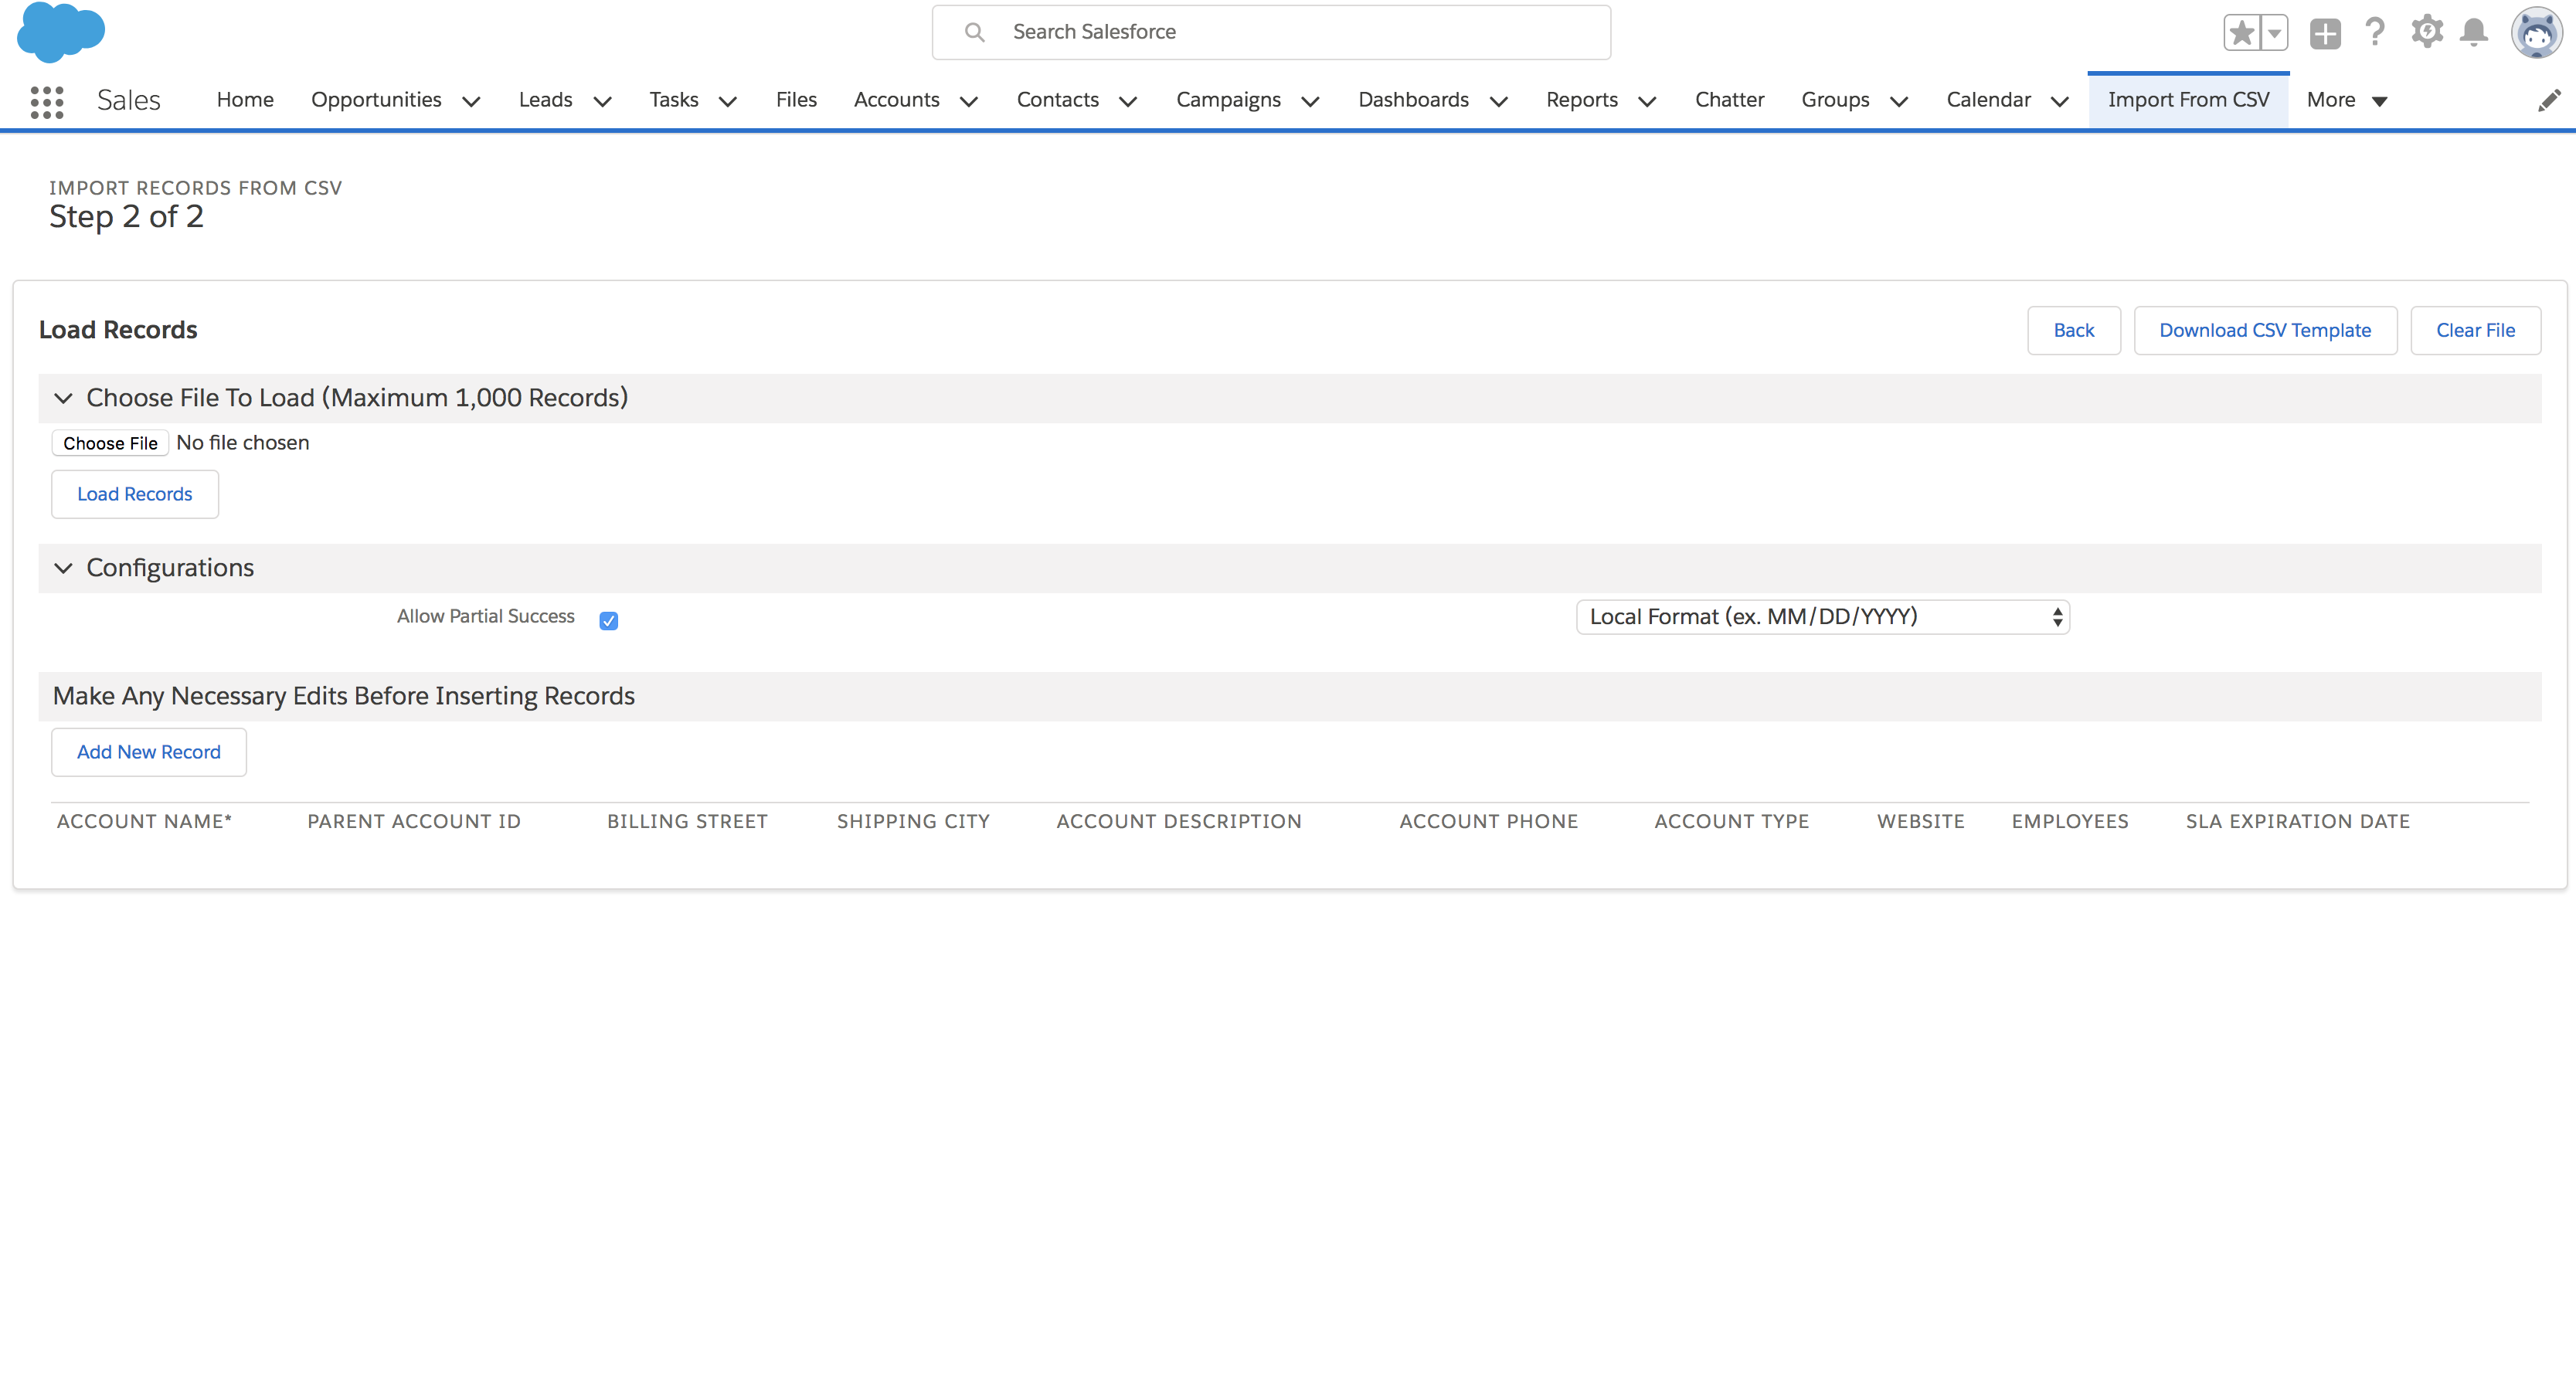 Search Salesforce
Sales Home Opportunities Leads Tasks Files Accounts Contacts Campaigns Dashboards Reports Chatter Groups Calendar Import From CSV More
IMPORT RECORDS FROM CSV
Step 2 of 2
Load Records Back Download CSV Template Clear File
Choose File To Load (Maximum 1,000 Records)
Choose File No file chosen
Load Records
Configurations
Allow Partial Success Local Format (ex. MM/DD/YYYY)
Make Any Necessary Edits Before Inserting Records
Add New Record
ACCOUNT NAME* PARENT ACCOUNT ID BILLING STREET SHIPPING CITY ACCOUNT DESCRIPTION ACCOUNT PHONE ACCOUNT TYPE WEBSITE EMPLOYEES SLA EXPIRATION DATE